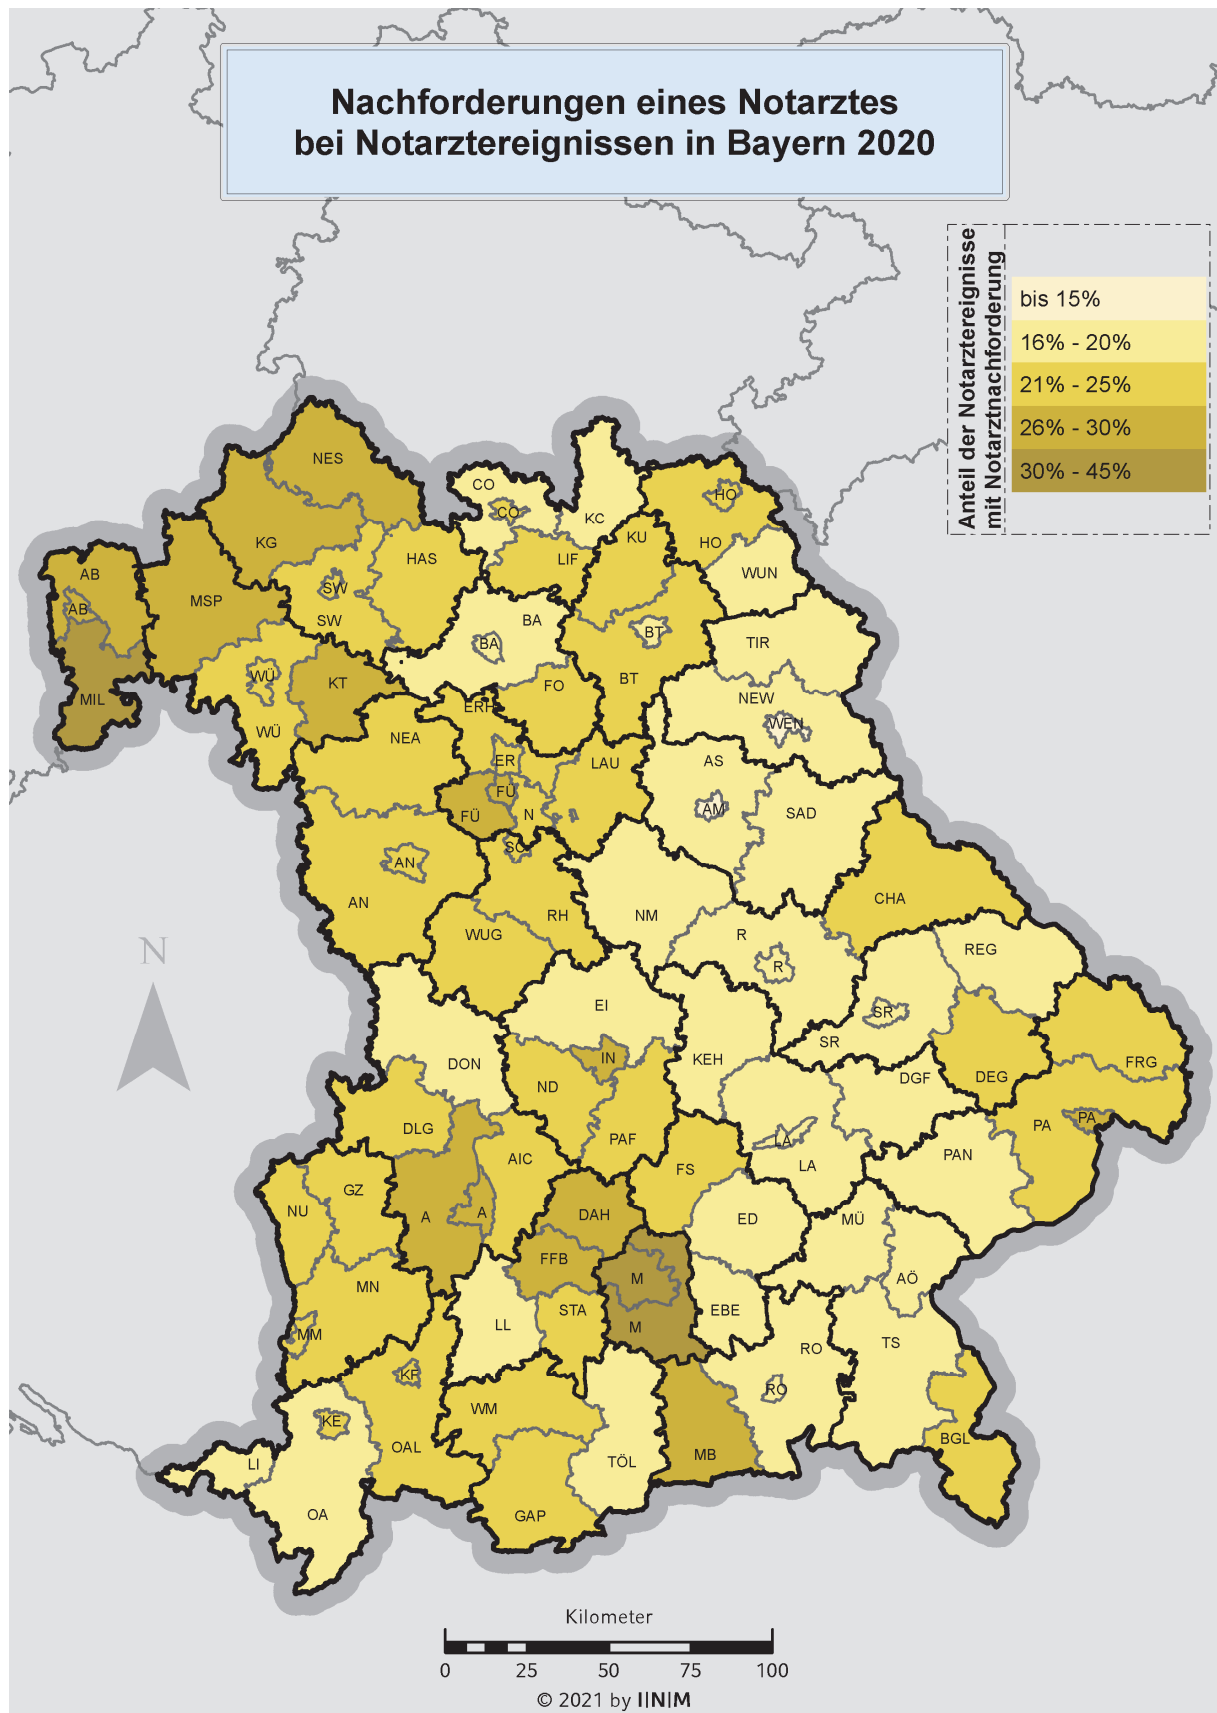 Nachforderungen eines Notarztes
bei Notarztereignissen in Bayern 2020
Anteil der Notarztereignisse
mit Notarztnachforderung
bis 15%
16% - 20%
21% - 25%
26% - 30%
30% - 45%
NES
CO
CO
HO
KC
KU
HO
KG
HAS
LIF
AB
WUN
SW
MSP
AB
SW
BA
BA
BT
TIR
WÜ
KT
FO
BT
MIL
NEW
ERH
WEN
WÜ
NEA
ER
LAU
AS
FÜ
FÜ
N
AM
SAD
SC
AN
AN
CHA
RH
NM
WUG
R
REG
R
N
EI
SR
SR
IN
KEH
DON
FRG
ND
DGF
DEG
DLG
PAF
PA
PA
LA
AIC
PAN
FS
LA
GZ
NU
A
A
DAH
ED
MÜ
FFB
M
AÖ
MN
STA
EBE
LL
M
MM
RO
TS
KF
RO
WM
KE
OAL
BGL
MB
LI
TÖL
OA
GAP
Kilometer
0 25 50 75 100
© 2021 by I|N|M